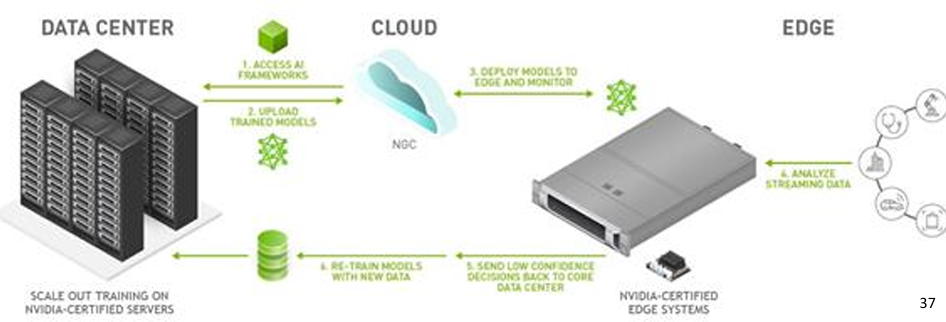 DATA CENTER
CLOUD
EDGE
1. ACCESS AI
FRAMEWORKS
2. UPLOAD
TRAINED MODELS
3. DEPLOY MODELS TO
EDGE AND MONITOR
NGC
4. ANALYZE
STREAMING DATA
6. RE-TRAIN MODELS
WITH NEW DATA
5. SEND LOW CONFIDENCE
DECISIONS BACK TO CORE
DATA CENTER
SCALE OUT TRAINING ON
NVIDIA-CERTIFIED SERVERS
NVIDIA-CERTIFIED
EDGE SYSTEMS
37